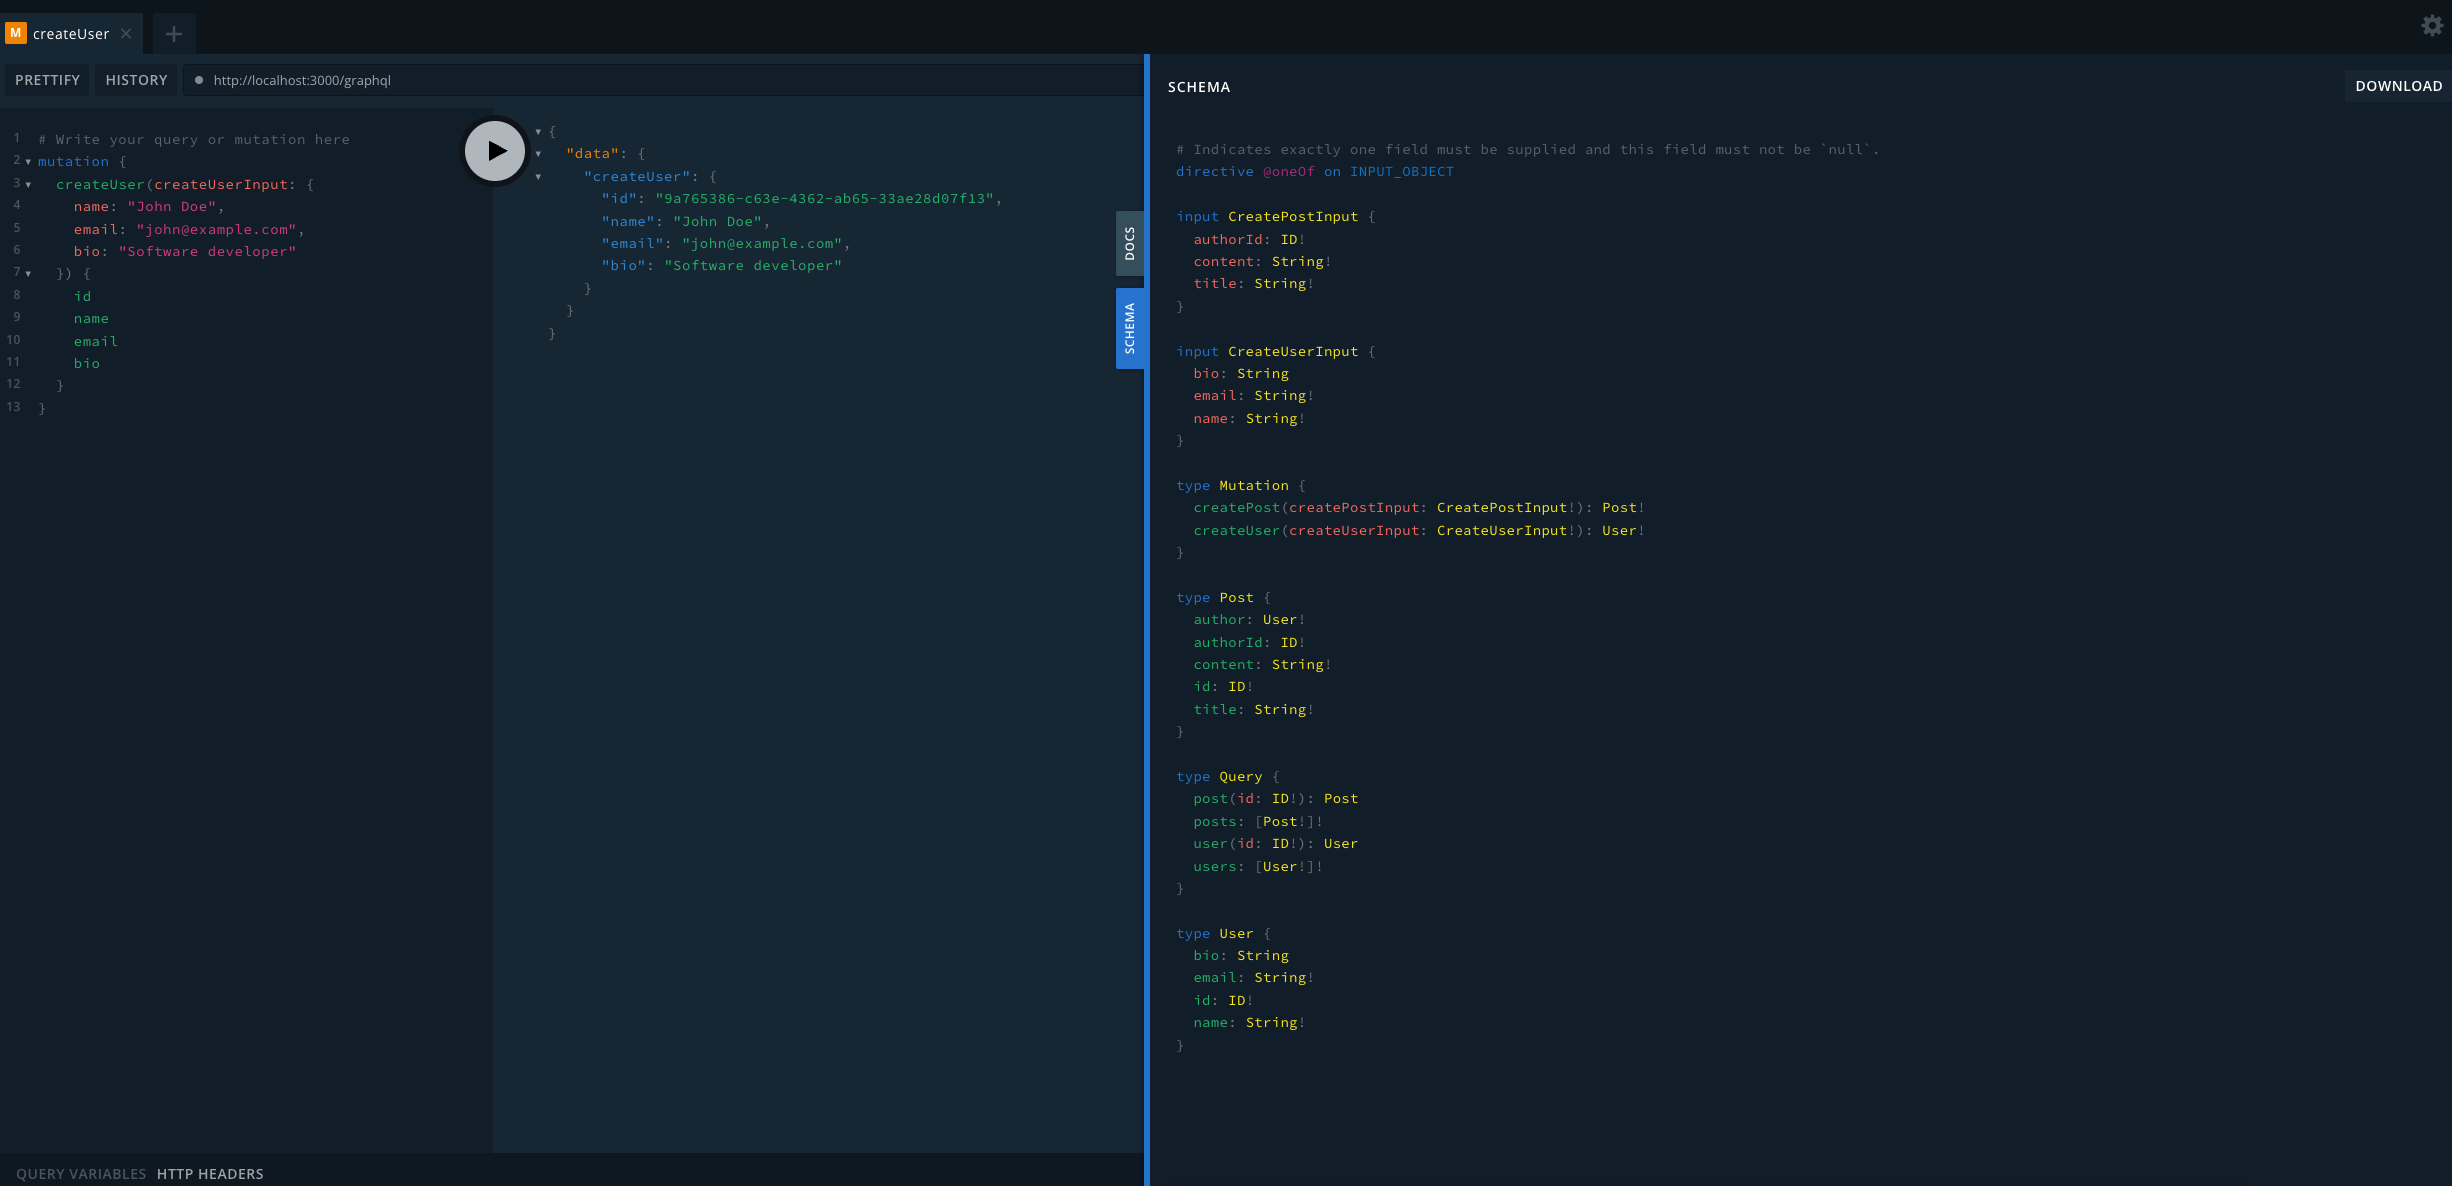 M createUser
PRETTIFY HISTORY http://localhost:3000/graphql
1 # Write your query or mutation here
2 mutation {
3 createUser(createUserInput: {
4 name: "John Doe",
5 email: "john@example.com",
6 bio: "Software developer"
7 }) {
8 id
9 name
10 email
11 bio
12 }
13 }
QUERY VARIABLES HTTP HEADERS
{
"data": {
"createUser": {
"id": "9a765386-c63e-4362-ab65-33ae28d07f13",
"name": "John Doe",
"email": "john@example.com",
"bio": "Software developer"
}
}
}
DOCS
SCHEMA
SCHEMA DOWNLOAD
# Indicates exactly one field must be supplied and this field must not be `null`.
directive @oneOf on INPUT_OBJECT
input CreatePostInput {
authorId: ID!
content: String!
title: String!
}
input CreateUserInput {
bio: String
email: String!
name: String!
}
type Mutation {
createPost(createPostInput: CreatePostInput!): Post!
createUser(createUserInput: CreateUserInput!): User!
}
type Post {
author: User!
authorId: ID!
content: String!
id: ID!
title: String!
}
type Query {
post(id: ID!): Post
posts: [Post!]!
user(id: ID!): User
users: [User!]!
}
type User {
bio: String
email: String!
id: ID!
name: String!
}